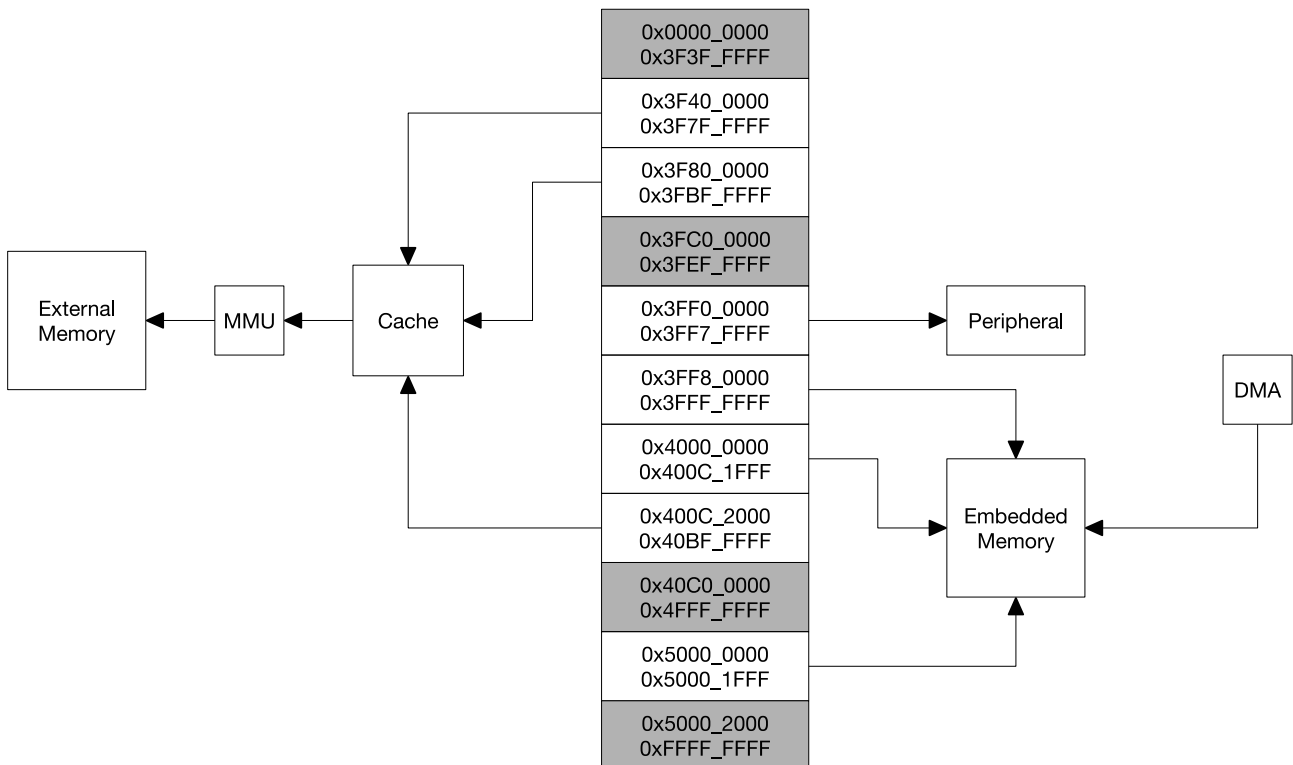 0x0000_0000
0x3F3F_FFFF
0x3F40_0000
0x3F7F_FFFF
0x3F80_0000
0x3FBF_FFFF
0x3FC0_0000
0x3FEF_FFFF
External
Memory
MMU
Cache
0x3FF0_0000
0x3FF7_FFFF
Peripheral
0x3FF8_0000
0x3FFF_FFFF
DMA
0x4000_0000
0x400C_1FFF
0x400C_2000
0x40BF_FFFF
Embedded
Memory
0x40C0_0000
0x4FFF_FFFF
0x5000_0000
0x5000_1FFF
0x5000_2000
0xFFFF_FFFF